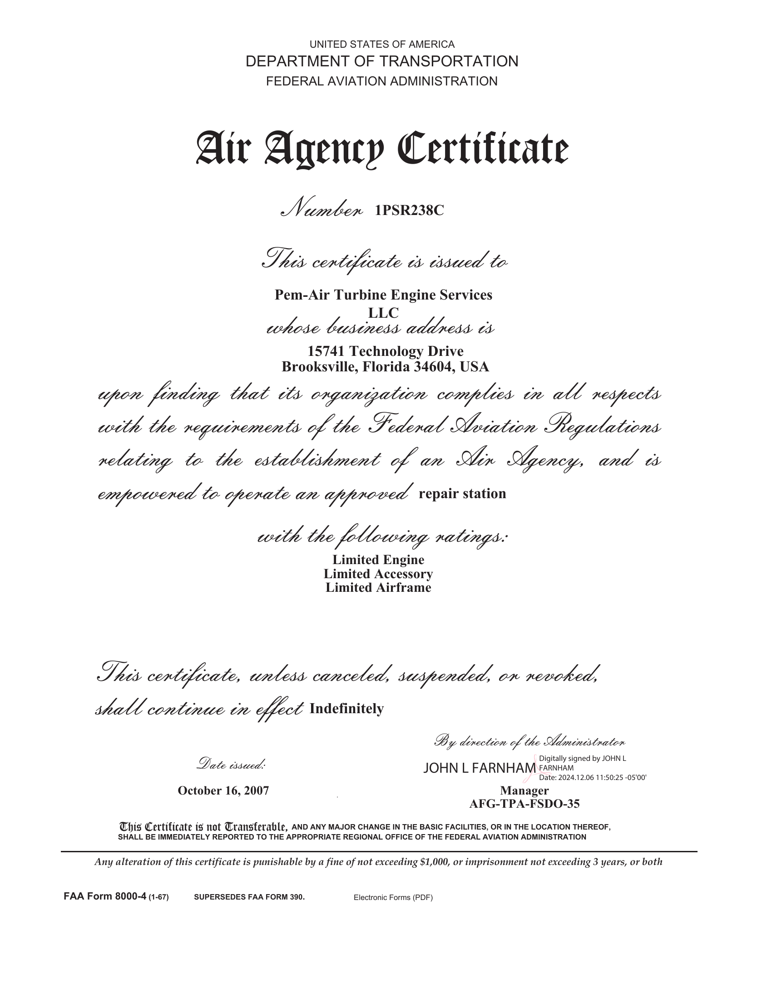 UNITED STATES OF AMERICA
DEPARTMENT OF TRANSPORTATION
FEDERAL AVIATION ADMINISTRATION
Air Agency Certificate
Number 1PSR238C
This certificate is issued to
Pem-Air Turbine Engine Services
LLC
whose business address is
15741 Technology Drive
Brooksville, Florida 34604, USA
upon finding that its organization complies in all respects
with the requirements of the Federal Aviation Regulations
relating to the establishment of an Air Agency, and is
empowered to operate an approved repair station
with the following ratings:
Limited Engine
Limited Accessory
Limited Airframe
This certificate, unless canceled, suspended, or revoked,
shall continue in effect Indefinitely
By direction of the Administrator
Date issued:
JOHN L FARNHAM
Digitally signed by JOHN L
FARNHAM
Date: 2024.12.06 11:50:25 -05'00'
October 16, 2007
Manager
AFG-TPA-FSDO-35
This Certificate is not Transferable, AND ANY MAJOR CHANGE IN THE BASIC FACILITIES, OR IN THE LOCATION THEREOF,
SHALL BE IMMEDIATELY REPORTED TO THE APPROPRIATE REGIONAL OFFICE OF THE FEDERAL AVIATION ADMINISTRATION
Any alteration of this certificate is punishable by a fine of not exceeding $1,000, or imprisonment not exceeding 3 years, or both
FAA Form 8000-4 (1-67) SUPERSEDES FAA FORM 390. Electronic Forms (PDF)